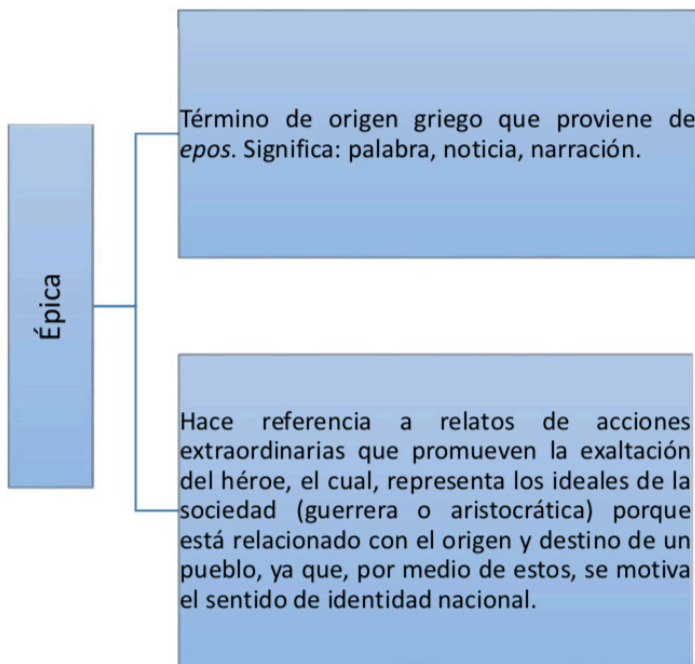 Épica
Término de origen griego que proviene de
epos. Significa: palabra, noticia, narración.
Hace referencia a relatos de acciones
extraordinarias que promueven la exaltación
del héroe, el cual, representa los ideales de la
sociedad (guerrera o aristocrática) porque
está relacionado con el origen y destino de un
pueblo, ya que, por medio de estos, se motiva
el sentido de identidad nacional.